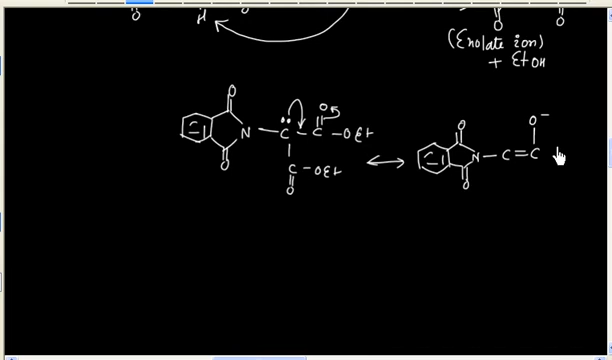 O H O O
(Enolate ion)
+ EtOH
O O O O⁻
N — C — C — OEt ↔ N — C = C
C — OEt
O O O